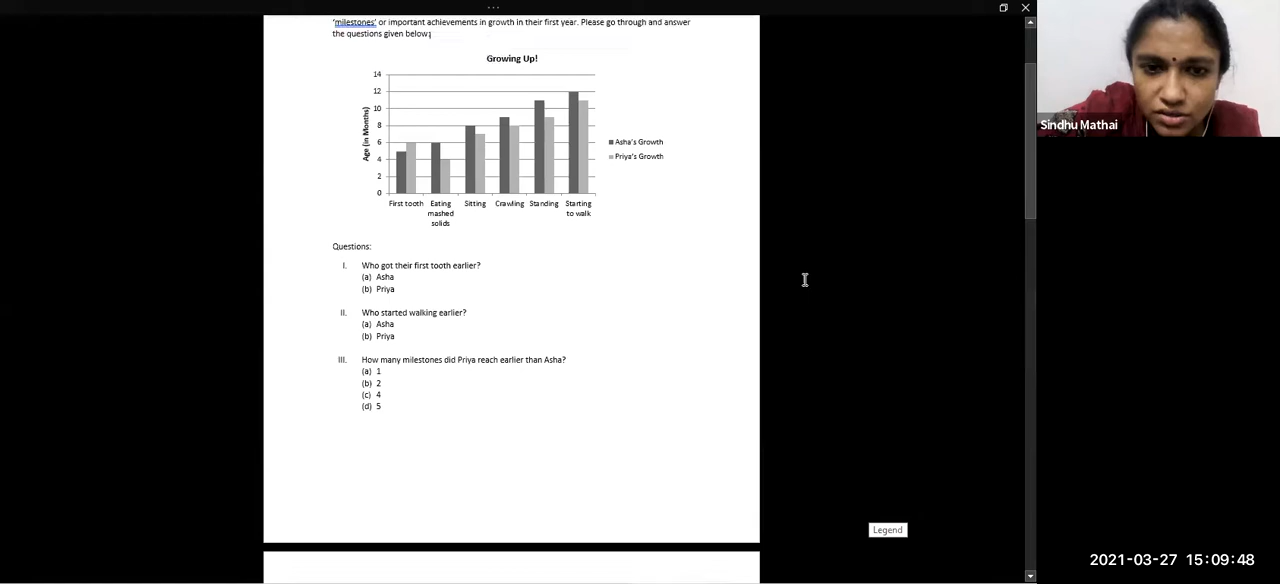 'milestones' or important achievements in growth in their first year. Please go through and answer
the questions given below:
Growing Up!
Age (in Months)
14
12
10
8
6
4
2
0
First tooth
Eating
mashed
solids
Sitting
Crawling
Standing
Starting
to walk
Asha's Growth
Priya's Growth
Questions:
I. Who got their first tooth earlier?
(a) Asha
(b) Priya
II. Who started walking earlier?
(a) Asha
(b) Priya
III. How many milestones did Priya reach earlier than Asha?
(a) 1
(b) 2
(c) 4
(d) 5
Legend
Sindhu Mathai
2021-03-27 15:09:48